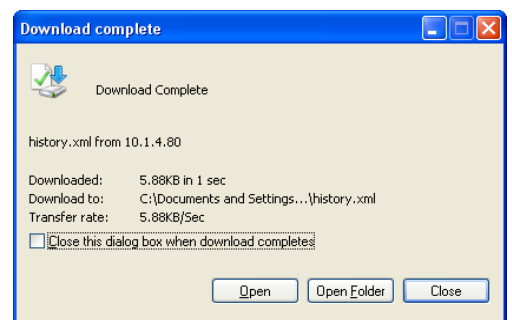 Download complete
Download Complete
history.xml from 10.1.4.80
Downloaded: 5.88KB in 1 sec
Download to: C:\Documents and Settings...\history.xml
Transfer rate: 5.88KB/Sec
Close this dialog box when download completes
Open Open Folder Close